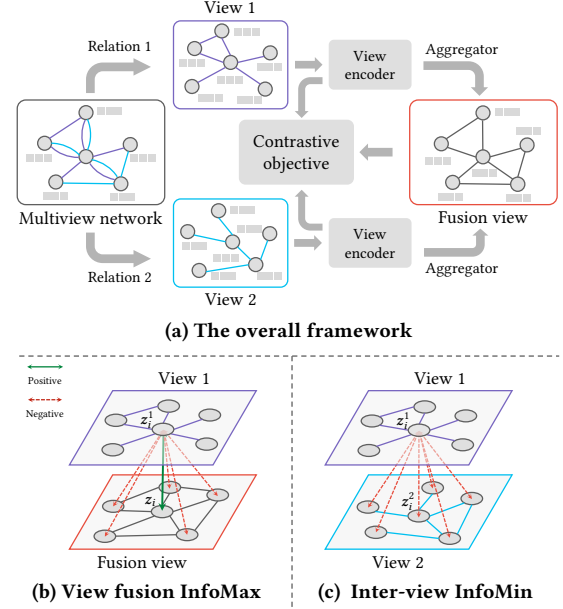 View 1
Relation 1
View
encoder
Aggregator
Contrastive
objective
Multiview network
Fusion view
Relation 2
View
encoder
Aggregator
View 2
(a) The overall framework
Positive
Negative
View 1
z_i^1
z_i
Fusion view
(b) View fusion InfoMax
View 1
z_i^1
z_i^2
View 2
(c) Inter-view InfoMin